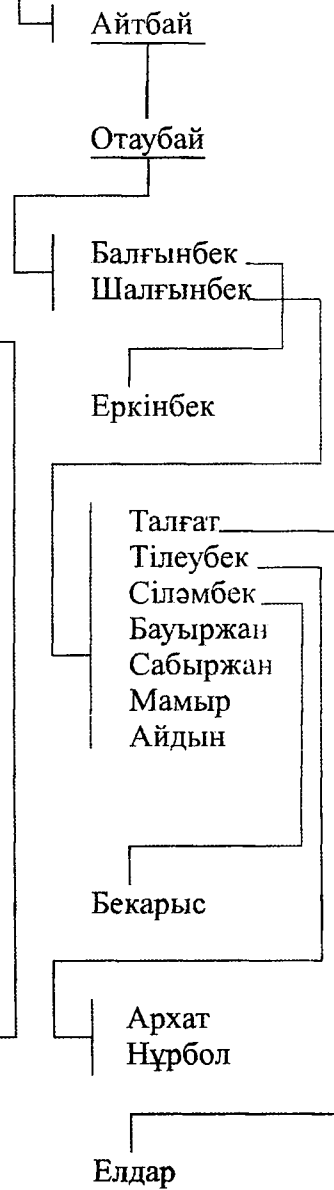 Айтбай
Отаубай
Балғынбек
Шалғынбек
Еркінбек
Талғат
Тілеубек
Сіләмбек
Бауыржан
Сабыржан
Мамыр
Айдын
Бекарыс
Архат
Нұрбол
Елдар